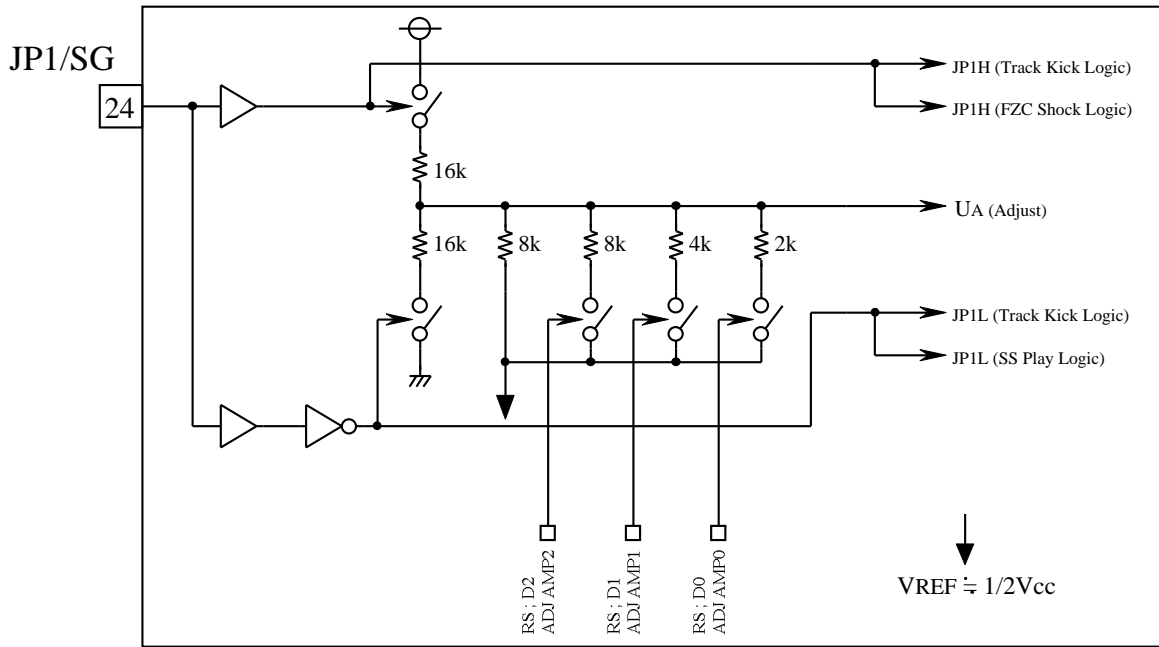 JP1/SG
24
JP1H (Track Kick Logic)
JP1H (FZC Shock Logic)
16k
UA (Adjust)
16k
8k
8k
4k
2k
JP1L (Track Kick Logic)
JP1L (SS Play Logic)
RS ; D2
ADJ AMP2
RS ; D1
ADJ AMP1
RS ; D0
ADJ AMP0
VREF ≒ 1/2Vcc